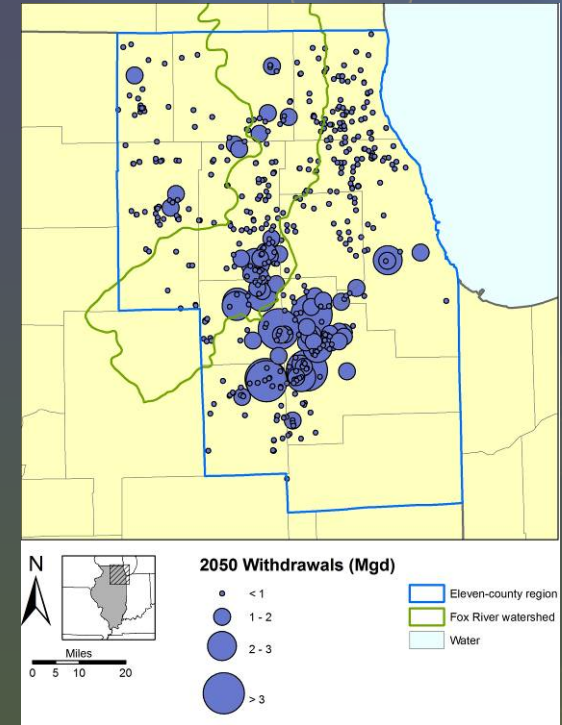 2050 Withdrawals (Mgd)
< 1
1 - 2
2 - 3
> 3
Eleven-county region
Fox River watershed
Water
N
Miles
0 5 10 20